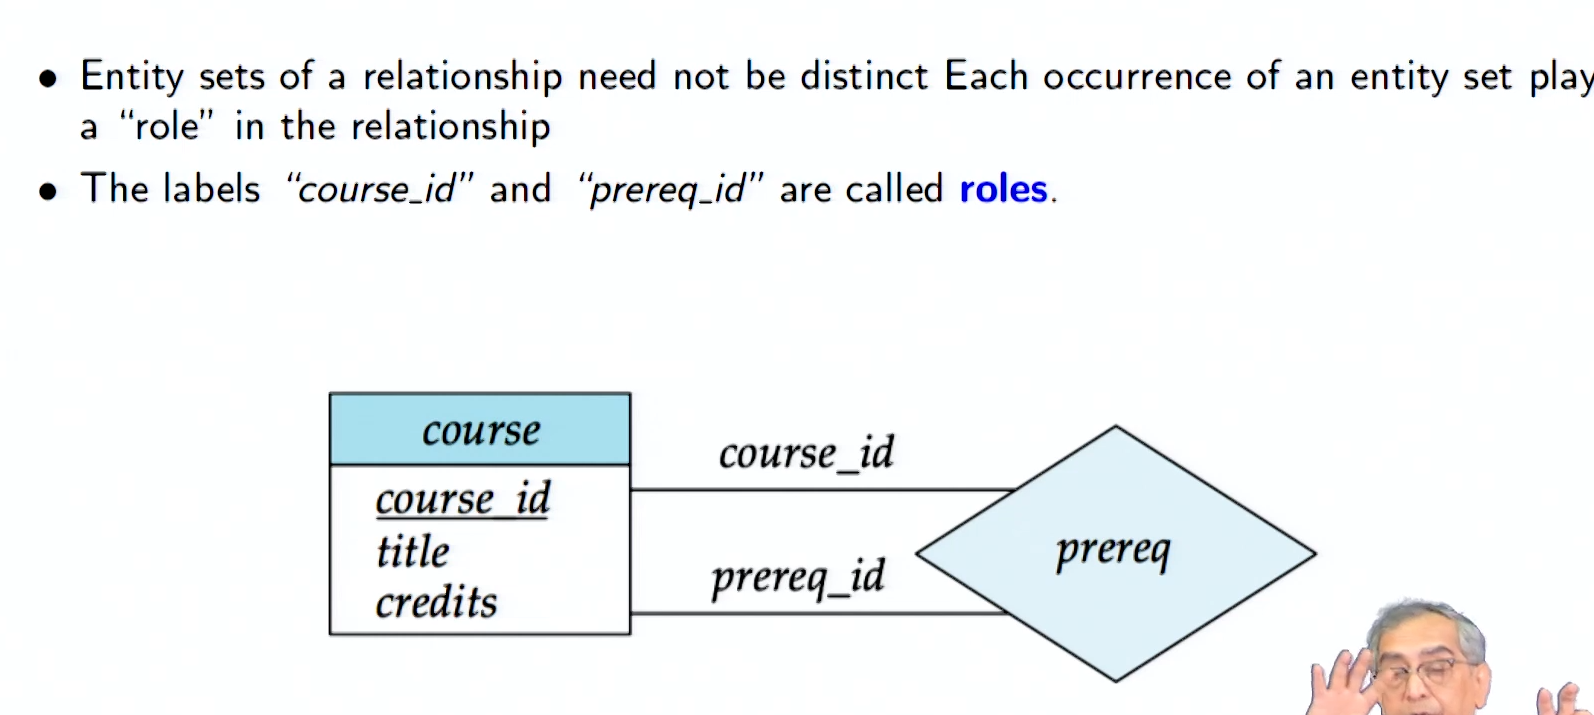 • Entity sets of a relationship need not be distinct Each occurrence of an entity set play
a “role” in the relationship
• The labels “course_id” and “prereq_id” are called roles.
course
course_id
title
credits
course_id
prereq_id
prereq